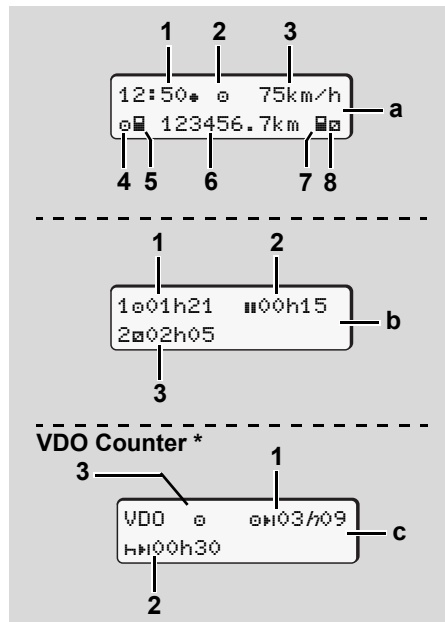 1 2 3
12:50● ⊙ 75km/h
a
⊙ 123456.7km
4 5 6 7 8
1 2
1⊙01h21 00h15
b
2⧄02h05
3
VDO Counter *
3 1
VDO ⊙ ⊙03h09
c
00h30
2